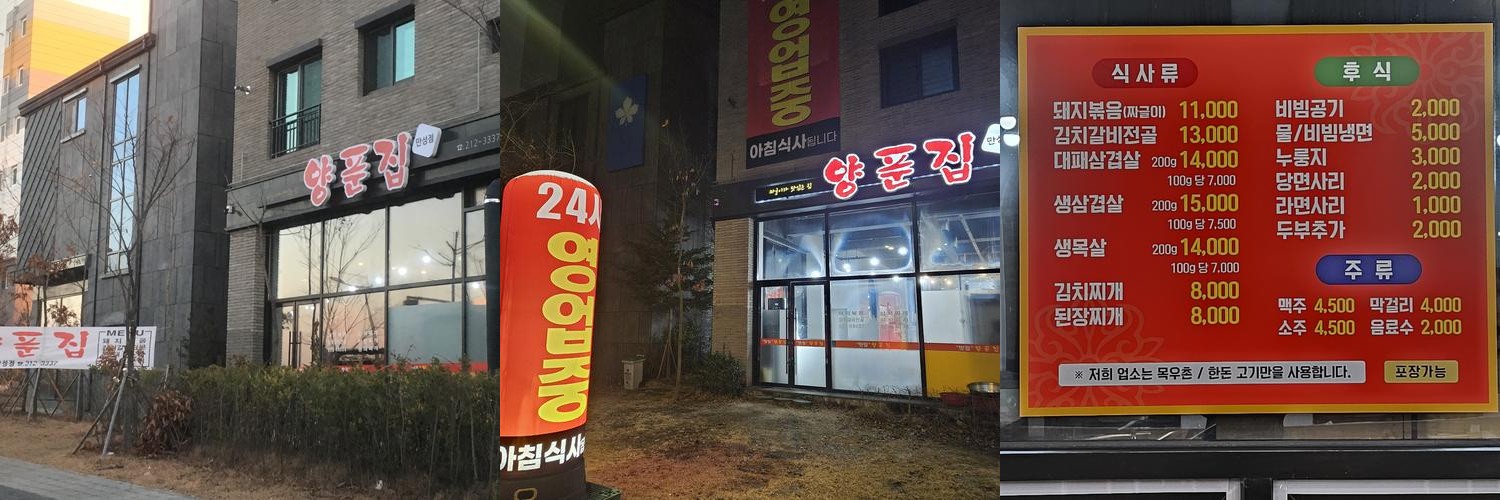 양푼집
만성점
☎.212-3337
푼집
MENU
만성점 ☎212-3337
영업중
아침식사됩니다
양푼집
24시
영업중
아침식사
식사류
돼지볶음(짜글이) 11,000
김치갈비전골 13,000
대패삼겹살 200g 14,000
100g 당 7.000
생삼겹살 200g 15,000
100g 당 7,500
생목살 200g 14,000
100g 당 7.000
김치찌개 8,000
된장찌개 8,000
후식
비빔공기 2,000
물/비빔냉면 5,000
누룽지 3,000
당면사리 2,000
라면사리 1,000
두부추가 2,000
주류
맥주 4,500 막걸리 4,000
소주 4,500 음료수 2,000
※ 저희 업소는 목우촌 / 한돈 고기만을 사용합니다.
포장가능